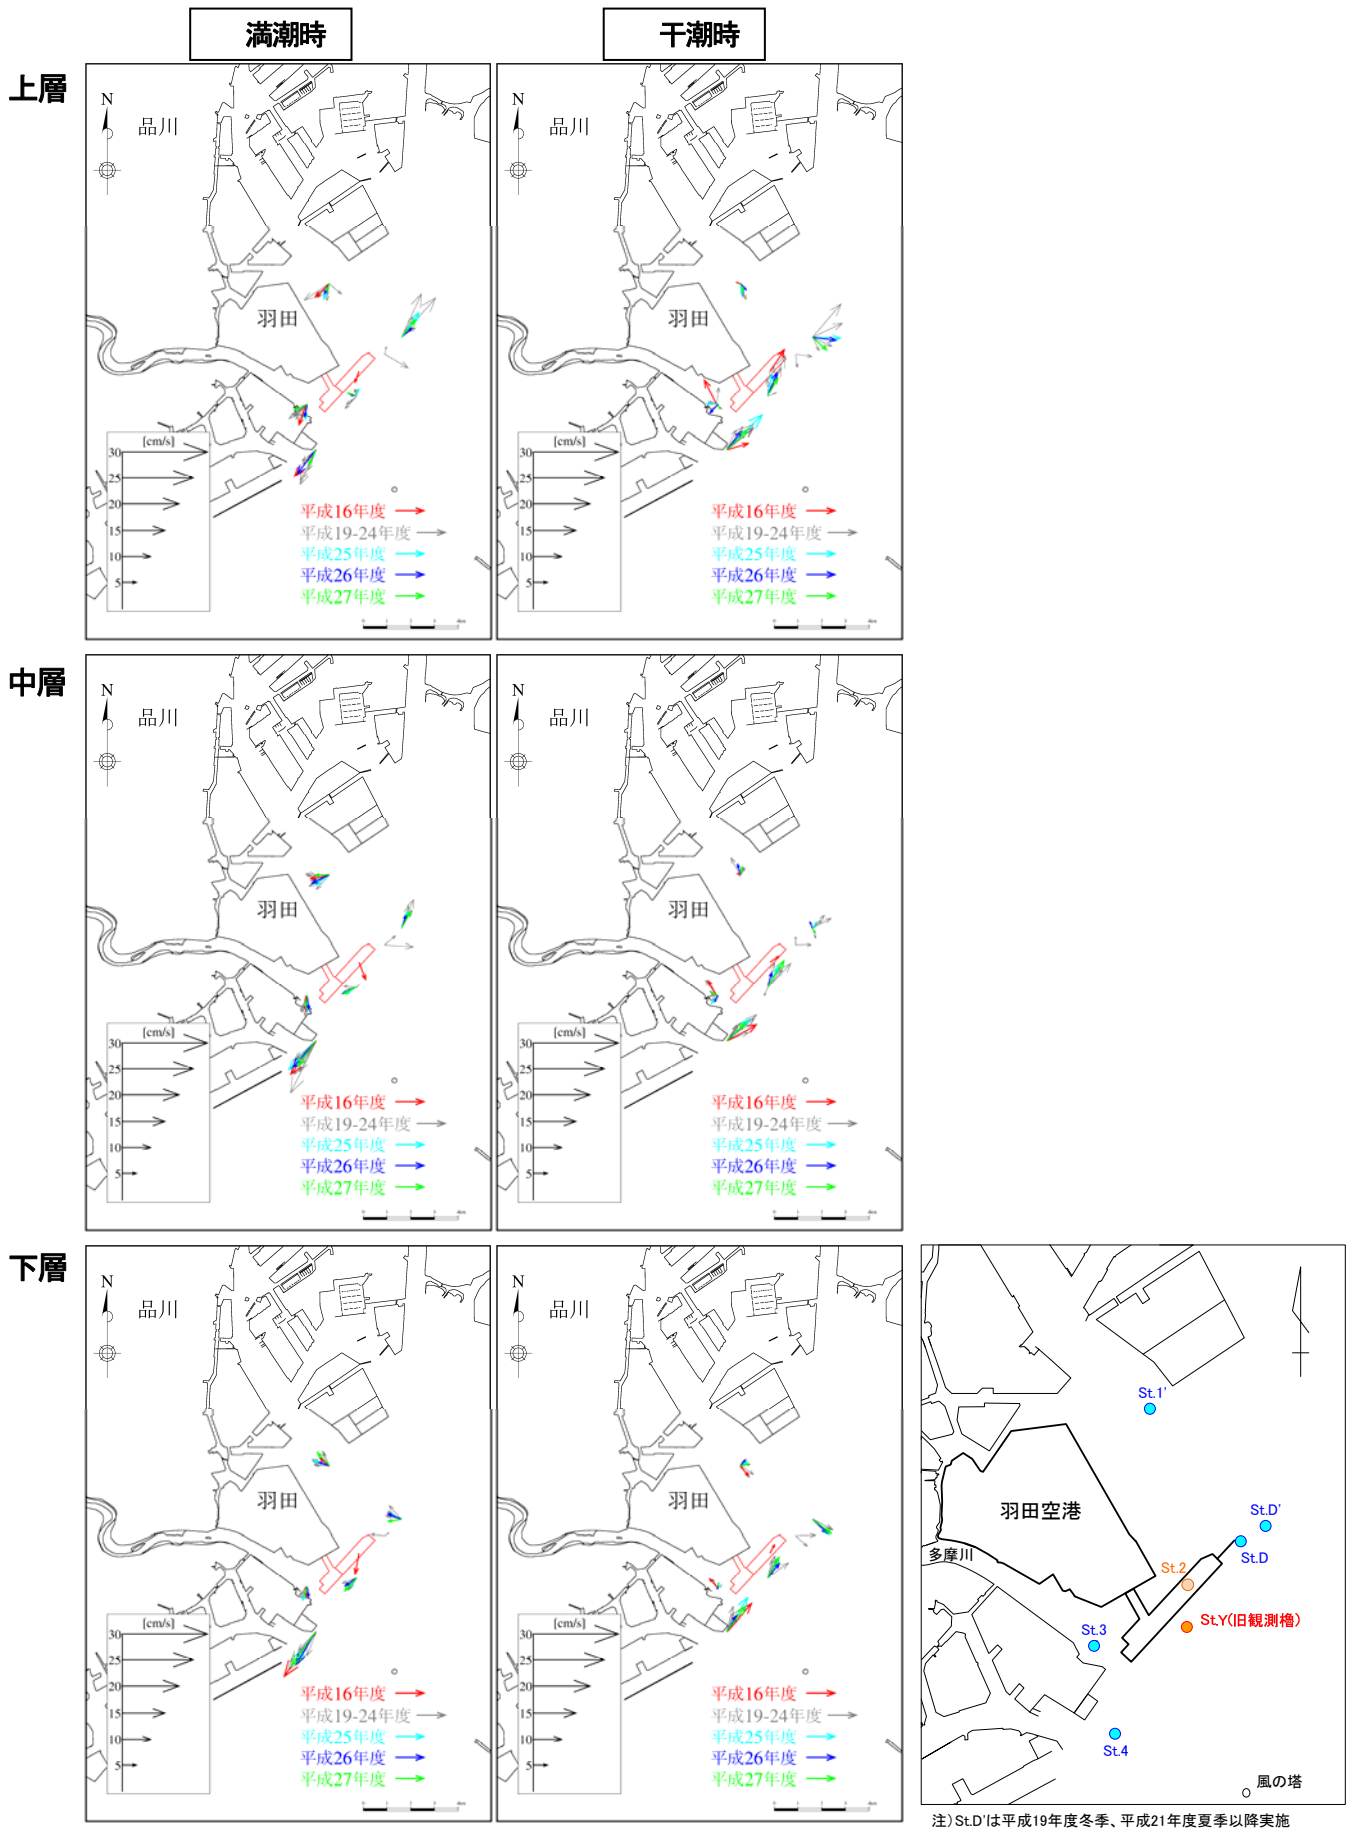 満潮時
干潮時
上層
N
品川
羽田
[cm/s]
30
25
20
15
10
5
平成16年度
平成19-24年度
平成25年度
平成26年度
平成27年度
N
品川
羽田
[cm/s]
30
25
20
15
10
5
平成16年度
平成19-24年度
平成25年度
平成26年度
平成27年度
中層
N
品川
羽田
[cm/s]
30
25
20
15
10
5
平成16年度
平成19-24年度
平成25年度
平成26年度
平成27年度
N
品川
羽田
[cm/s]
30
25
20
15
10
5
平成16年度
平成19-24年度
平成25年度
平成26年度
平成27年度
下層
N
品川
羽田
[cm/s]
30
25
20
15
10
5
平成16年度
平成19-24年度
平成25年度
平成26年度
平成27年度
N
品川
羽田
[cm/s]
30
25
20
15
10
5
平成16年度
平成19-24年度
平成25年度
平成26年度
平成27年度
St.1'
羽田空港
St.D'
多摩川
St.D
St.2
St.Y(旧観測櫓)
St.3
St.4
風の塔
注)St.D'は平成19年度冬季、平成21年度夏季以降実施